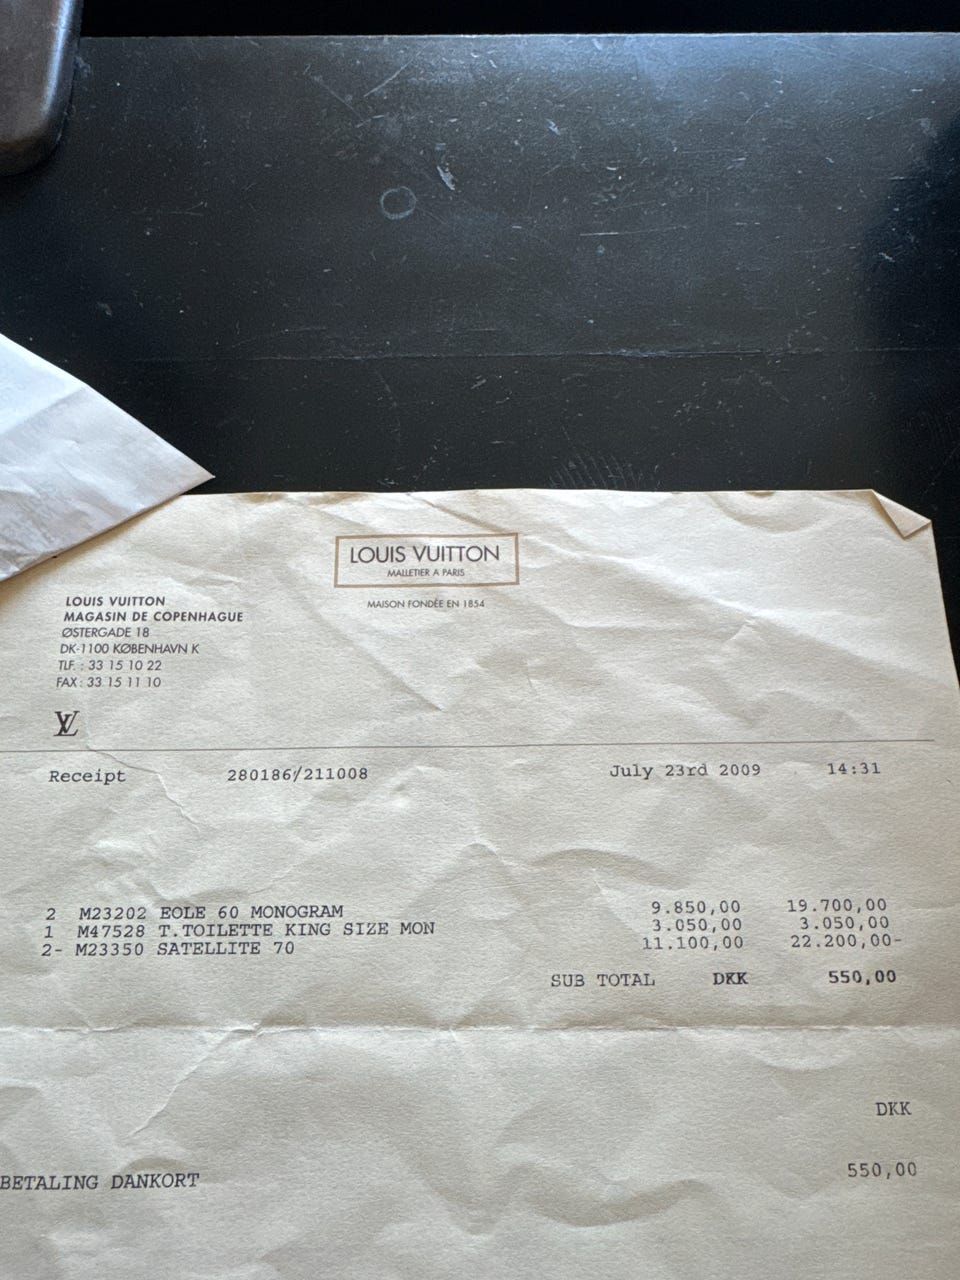 LOUIS VUITTON
MALLETIER A PARIS
MAISON FONDÉE EN 1854
LOUIS VUITTON
MAGASIN DE COPENHAGUE
ØSTERGADE 18
DK-1100 KØBENHAVN K
TLF. : 33 15 10 22
FAX : 33 15 11 10
LV
Receipt 280186/211008 July 23rd 2009 14:31
2 M23202 EOLE 60 MONOGRAM 9.850,00 19.700,00
1 M47528 T.TOILETTE KING SIZE MON 3.050,00 3.050,00
2- M23350 SATELLITE 70 11.100,00 22.200,00-
SUB TOTAL DKK 550,00
DKK
BETALING DANKORT 550,00